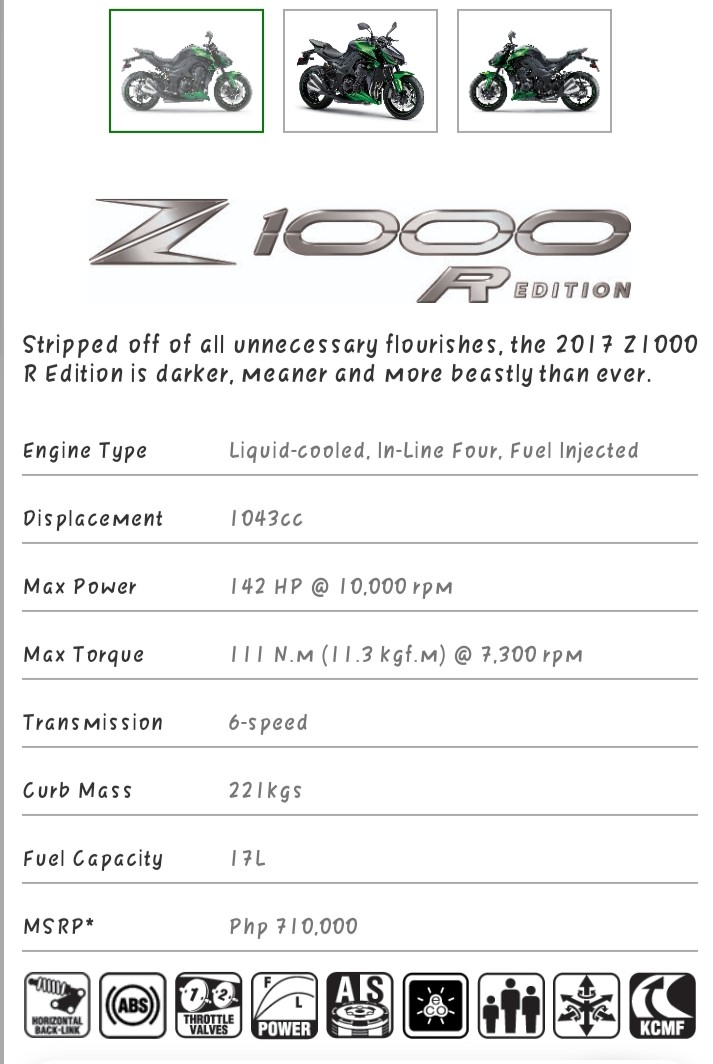 Z1000
R EDITION
Stripped off of all unnecessary flourishes, the 2017 Z1000
R Edition is darker, meaner and more beastly than ever.
Engine Type Liquid-cooled, In-Line Four, Fuel Injected
Displacement 1043cc
Max Power 142 HP @ 10,000 rpm
Max Torque 111 N.m (11.3 kgf.m) @ 7,300 rpm
Transmission 6-speed
Curb Mass 221kgs
Fuel Capacity 17L
MSRP* Php 710,000
HORIZONTAL
BACK-LINK
ABS
1 2
THROTTLE
VALVES
F
L
POWER
AS
eco
KCMF